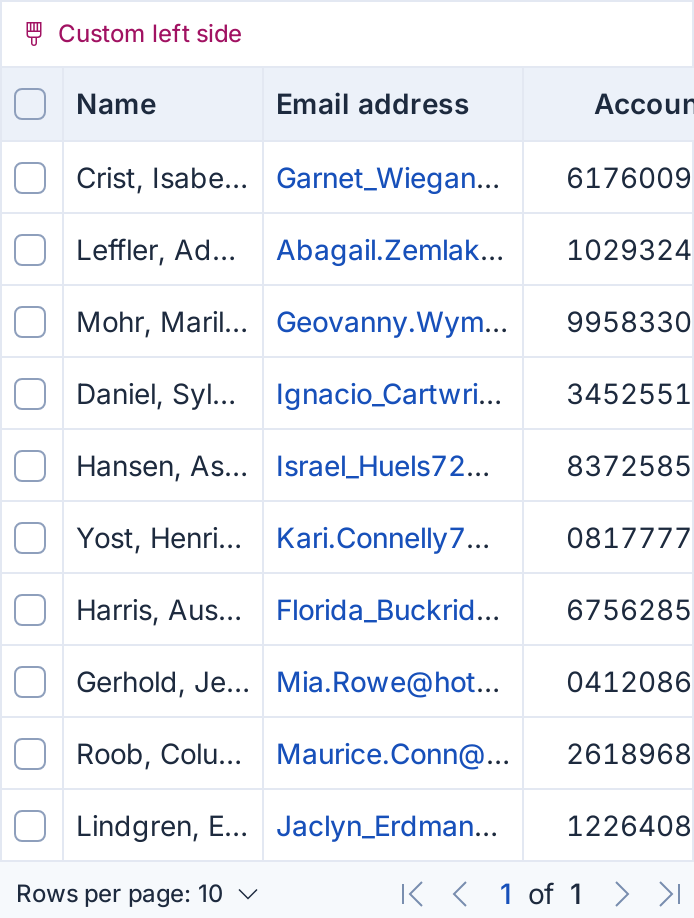 Custom left side
Name Email address Accoun
Crist, Isabe... Garnet_Wiegan... 6176009
Leffler, Ad... Abagail.Zemlak... 1029324
Mohr, Maril... Geovanny.Wym... 9958330
Daniel, Syl... Ignacio_Cartwri... 3452551
Hansen, As... Israel_Huels72... 8372585
Yost, Henri... Kari.Connelly7... 0817777
Harris, Aus... Florida_Buckrid... 6756285
Gerhold, Je... Mia.Rowe@hot... 0412086
Roob, Colu... Maurice.Conn@... 2618968
Lindgren, E... Jaclyn_Erdman... 1226408
Rows per page: 10 1 of 1